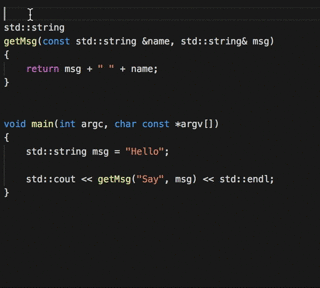 std::string
getMsg(const std::string &name, std::string& msg)
{
    return msg + " " + name;
}
void main(int argc, char const *argv[])
{
    std::string msg = "Hello";
    std::cout << getMsg("Say", msg) << std::endl;
}